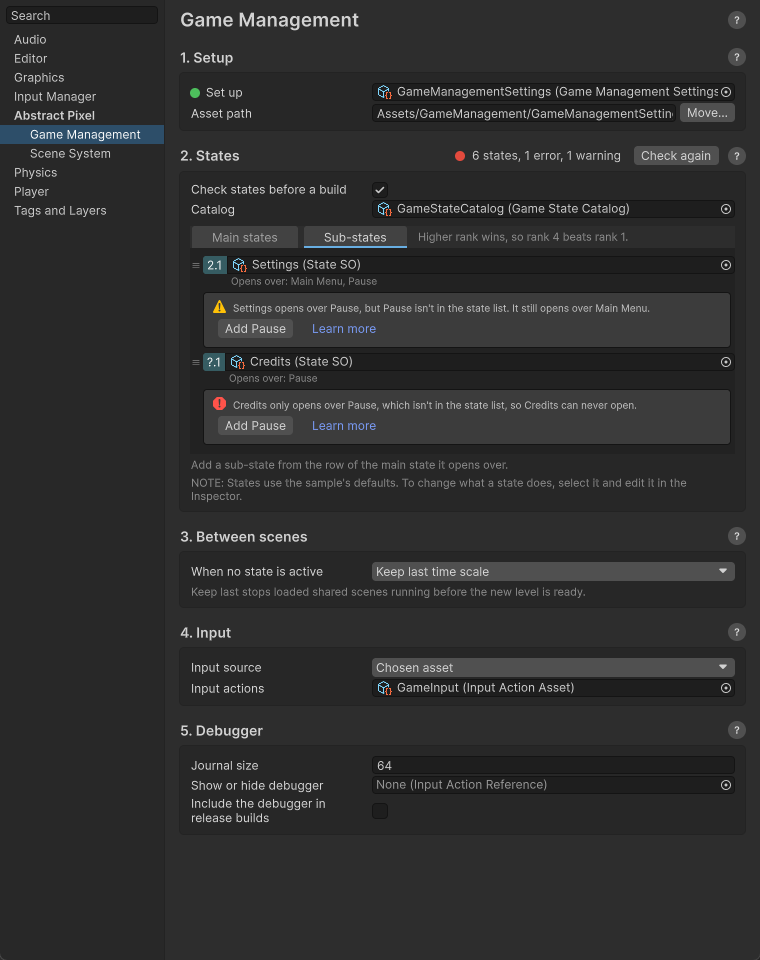 Search
Audio
Editor
Graphics
Input Manager
Abstract Pixel
Game Management
Scene System
Physics
Player
Tags and Layers
Game Management
?
1. Setup
?
Set up
GameManagementSettings (Game Management Settings
Asset path
Assets/GameManagement/GameManagementSettin
Move...
2. States
6 states, 1 error, 1 warning
Check again
?
Check states before a build
Catalog
GameStateCatalog (Game State Catalog)
Main states
Sub-states
Higher rank wins, so rank 4 beats rank 1.
2.1
Settings (State SO)
Opens over: Main Menu, Pause
Settings opens over Pause, but Pause isn't in the state list. It still opens over Main Menu.
Add Pause
Learn more
?.1
Credits (State SO)
Opens over: Pause
Credits only opens over Pause, which isn't in the state list, so Credits can never open.
Add Pause
Learn more
Add a sub-state from the row of the main state it opens over.
NOTE: States use the sample's defaults. To change what a state does, select it and edit it in the
Inspector.
3. Between scenes
?
When no state is active
Keep last time scale
Keep last stops loaded shared scenes running before the new level is ready.
4. Input
?
Input source
Chosen asset
Input actions
GameInput (Input Action Asset)
5. Debugger
?
Journal size
64
Show or hide debugger
None (Input Action Reference)
Include the debugger in
release builds